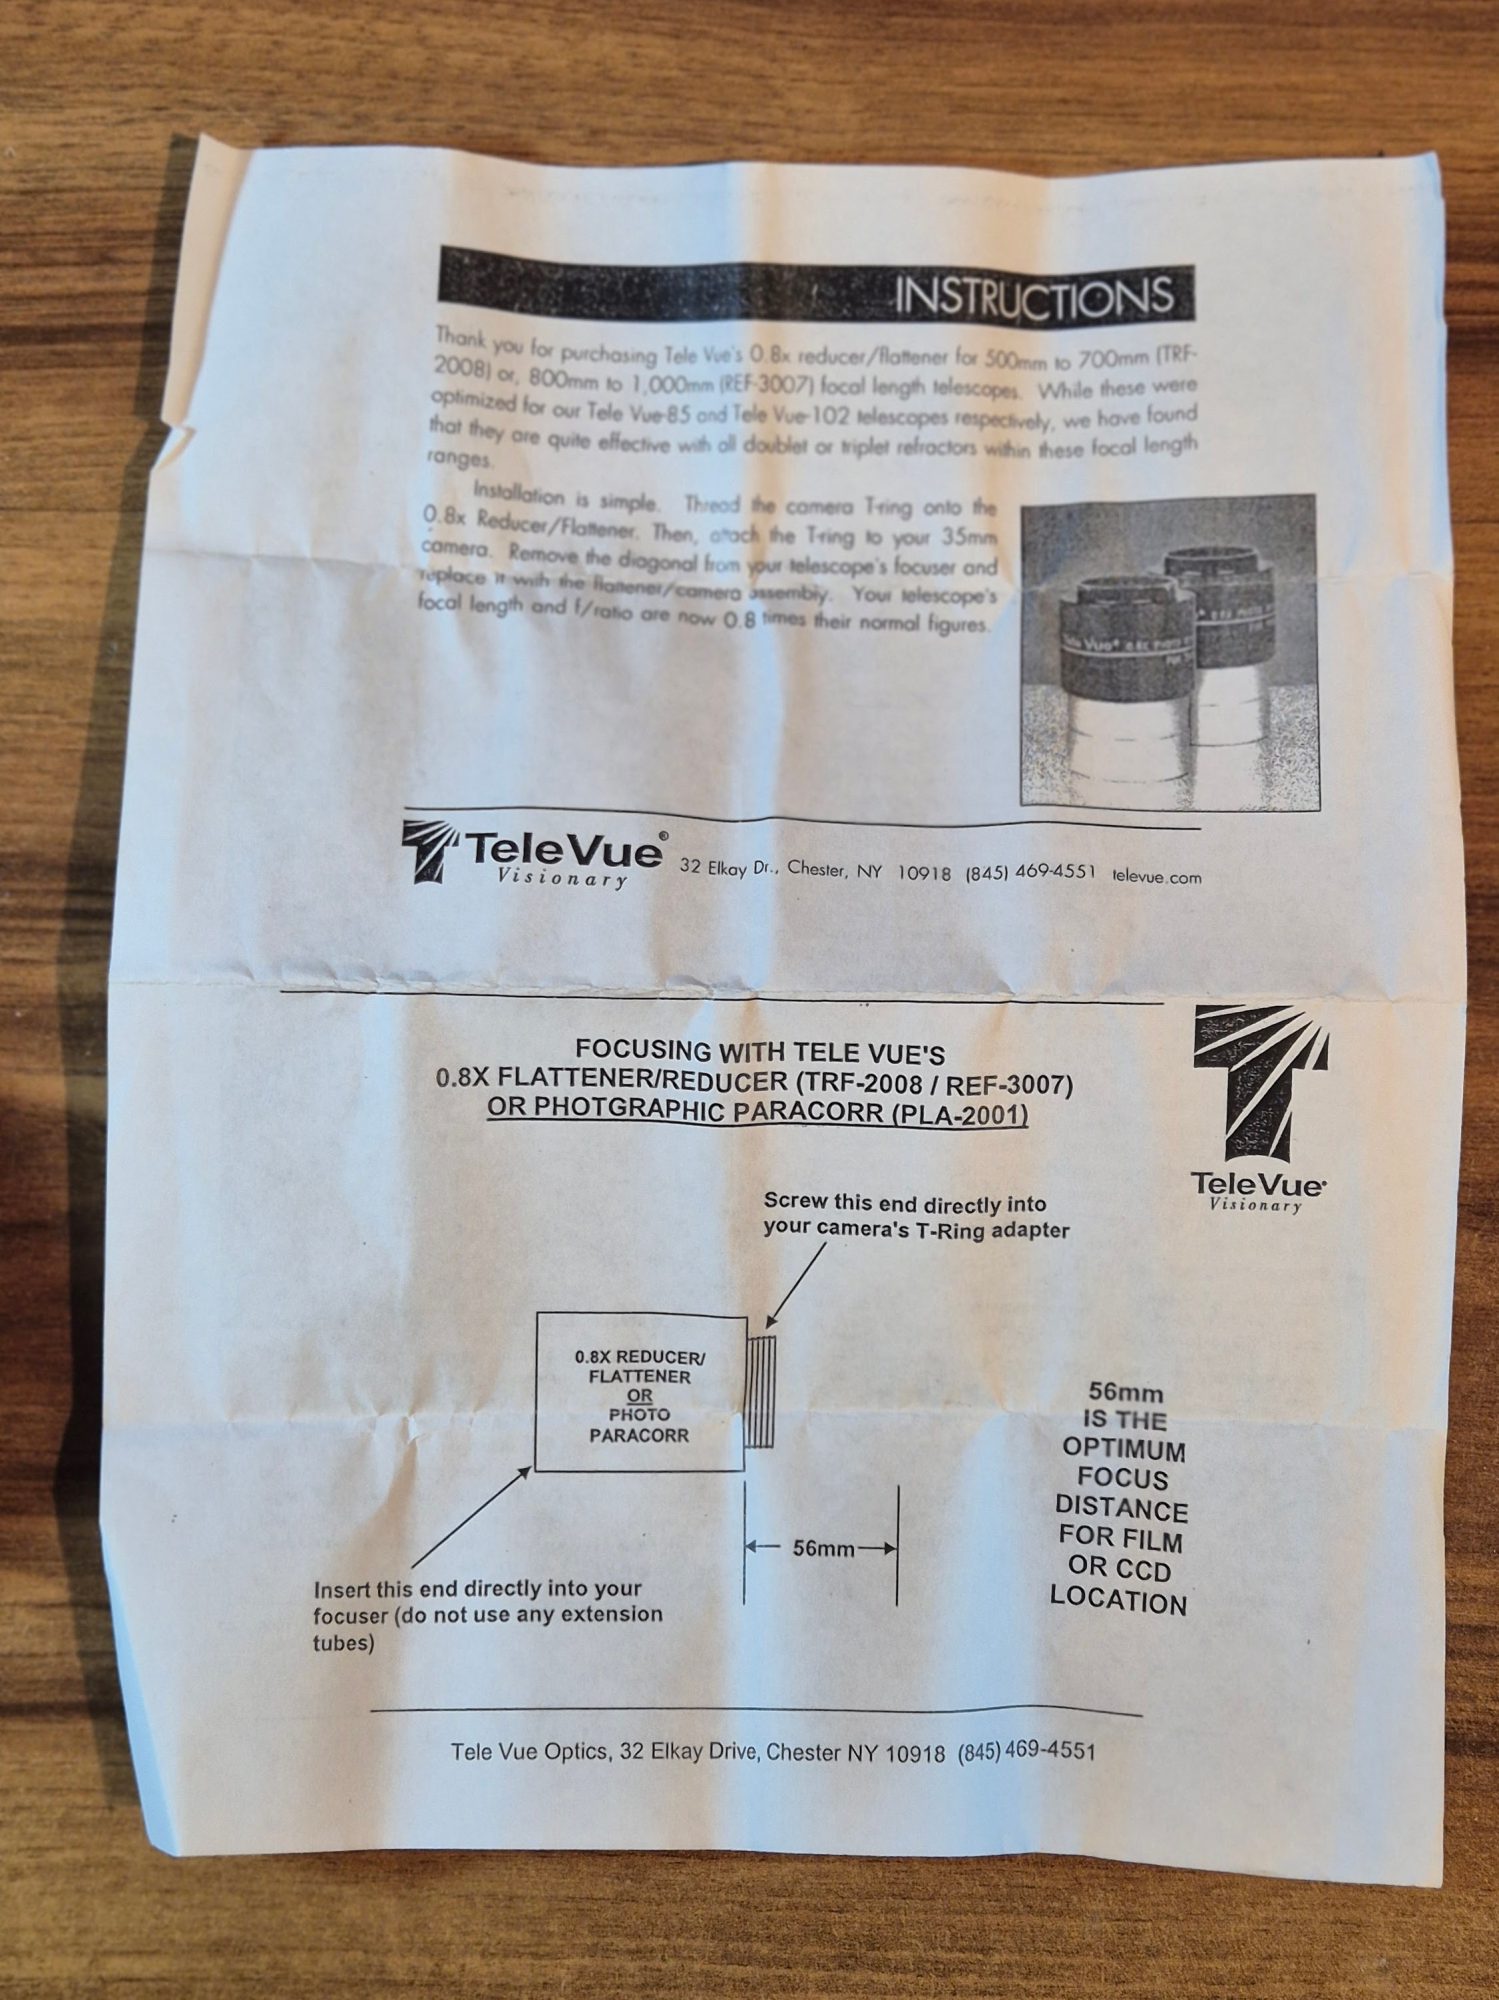 INSTRUCTIONS
Thank you for purchasing Tele Vue's 0.8x reducer/flattener for 500mm to 700mm (TRF-
2008) or, 800mm to 1,000mm (REF-3007) focal length telescopes. While these were
optimized for our Tele Vue-85 and Tele Vue-102 telescopes respectively, we have found
that they are quite effective with all doublet or triplet refractors within these focal length
ranges.
Installation is simple. Thread the camera T-ring onto the
0.8x Reducer/Flattener. Then, attach the T-ring to your 35mm
camera. Remove the diagonal from your telescope's focuser and
replace it with the flattener/camera assembly. Your telescope's
focal length and f/ratio are now 0.8 times their normal figures.
Tele Vue® 0.8X
TeleVue®
Visionary
32 Elkay Dr., Chester, NY 10918 (845) 469-4551 televue.com
FOCUSING WITH TELE VUE'S
0.8X FLATTENER/REDUCER (TRF-2008 / REF-3007)
OR PHOTGRAPHIC PARACORR (PLA-2001)
TeleVue
Visionary
Screw this end directly into
your camera's T-Ring adapter
0.8X REDUCER/
FLATTENER
OR
PHOTO
PARACORR
56mm
IS THE
OPTIMUM
FOCUS
DISTANCE
FOR FILM
OR CCD
LOCATION
56mm
Insert this end directly into your
focuser (do not use any extension
tubes)
Tele Vue Optics, 32 Elkay Drive, Chester NY 10918 (845) 469-4551